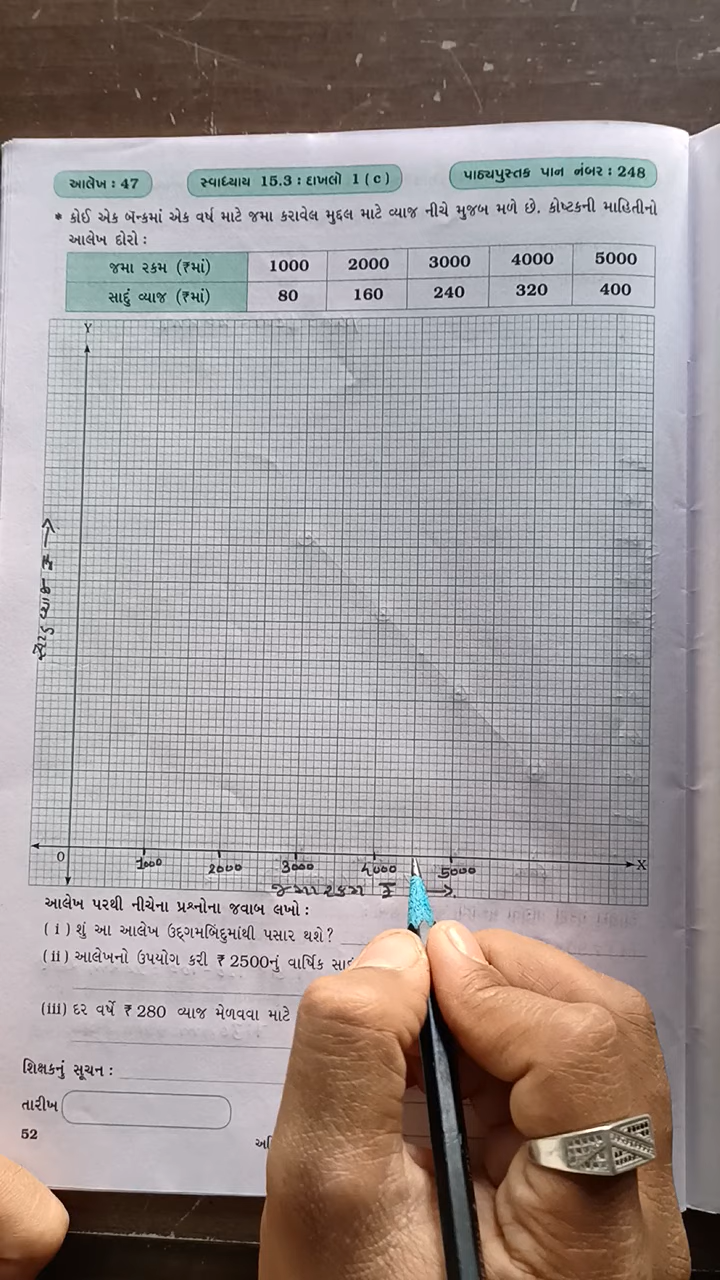 આલેખ : 47 સ્વાધ્યાય 15.3 : દાખલો 1 ( c ) પાઠ્યપુસ્તક પાન નંબર : 248
* કોઈ એક બૅન્કમાં એક વર્ષ માટે જમા કરાવેલ મુદ્દલ માટે વ્યાજ નીચે મુજબ મળે છે. કોષ્ટકની માહિતીનો
આલેખ દોરો :
જમા રકમ (₹માં) 1000 2000 3000 4000 5000
સાદું વ્યાજ (₹માં) 80 160 240 320 400
Y
સાદુ વ્યાજ ₹ →
O X
1000 2000 3000 4000 5000
જમા રકમ ₹ →
આલેખ પરથી નીચેના પ્રશ્નોના જવાબ લખો :
( i ) શું આ આલેખ ઉદ્ગમબિંદુમાંથી પસાર થશે ?
(ii) આલેખનો ઉપયોગ કરી ₹ 2500નું વાર્ષિક
(iii) દર વર્ષે ₹ 280 વ્યાજ મેળવવા માટે
શિક્ષકનું સૂચન :
તારીખ
52